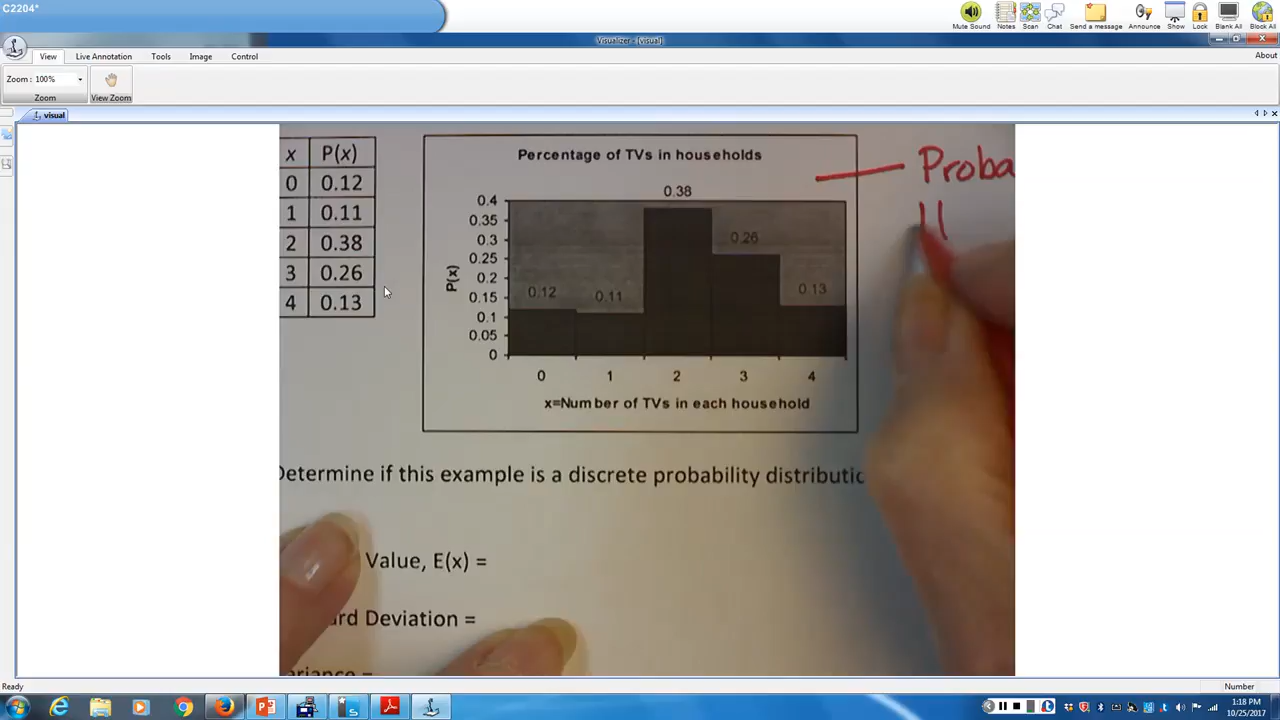 C2204*
Mute Sound Notes Scan Chat Send a message Announce Show Lock Blank All Block All
Visualizer - [visual]
View Live Annotation Tools Image Control
About
Zoom : 100%
View Zoom
Zoom
visual
x P(x)
0 0.12
1 0.11
2 0.38
3 0.26
4 0.13
Percentage of TVs in households
0.38
0.4
0.35
0.3
0.25
0.2
0.15
0.1
0.05
0
P(x)
0.12
0.11
0.26
0.13
0 1 2 3 4
x=Number of TVs in each household
Proba
Determine if this example is a discrete probability distributio
Value, E(x) =
ard Deviation =
ariance =
Ready
Number
1:18 PM
10/25/2017